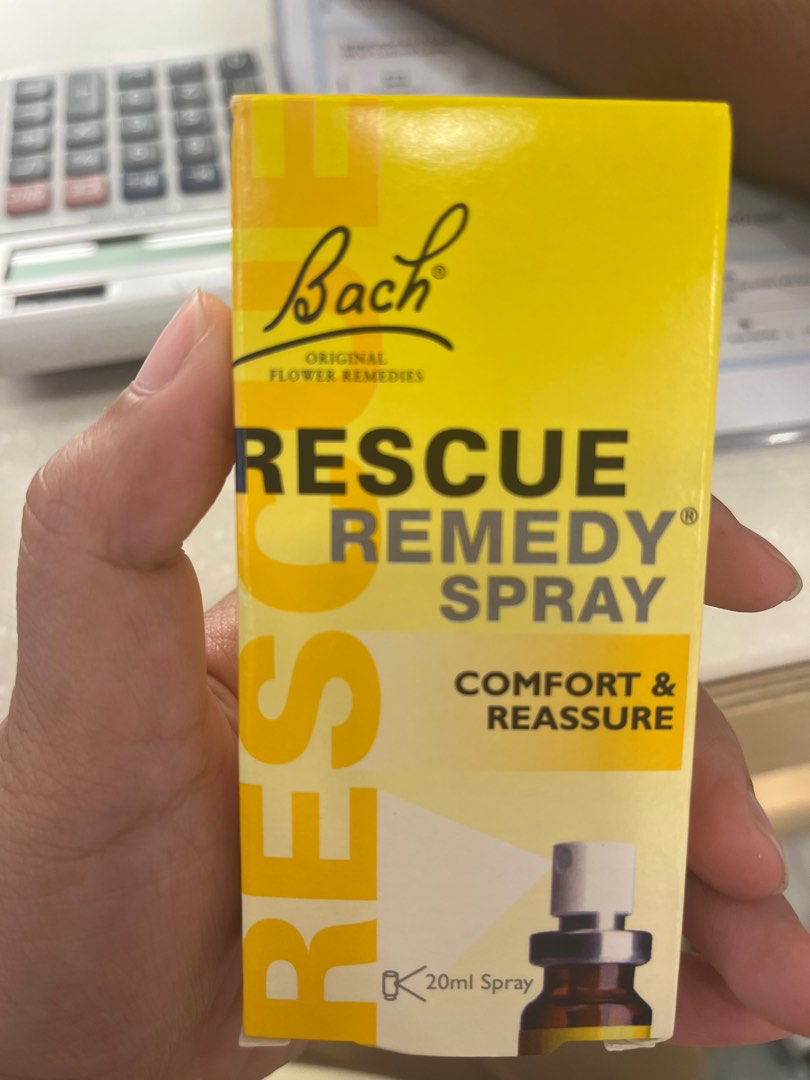 RESCUE
Bach®
ORIGINAL
FLOWER REMEDIES
RESCUE
REMEDY®
SPRAY
COMFORT &
REASSURE
20ml Spray